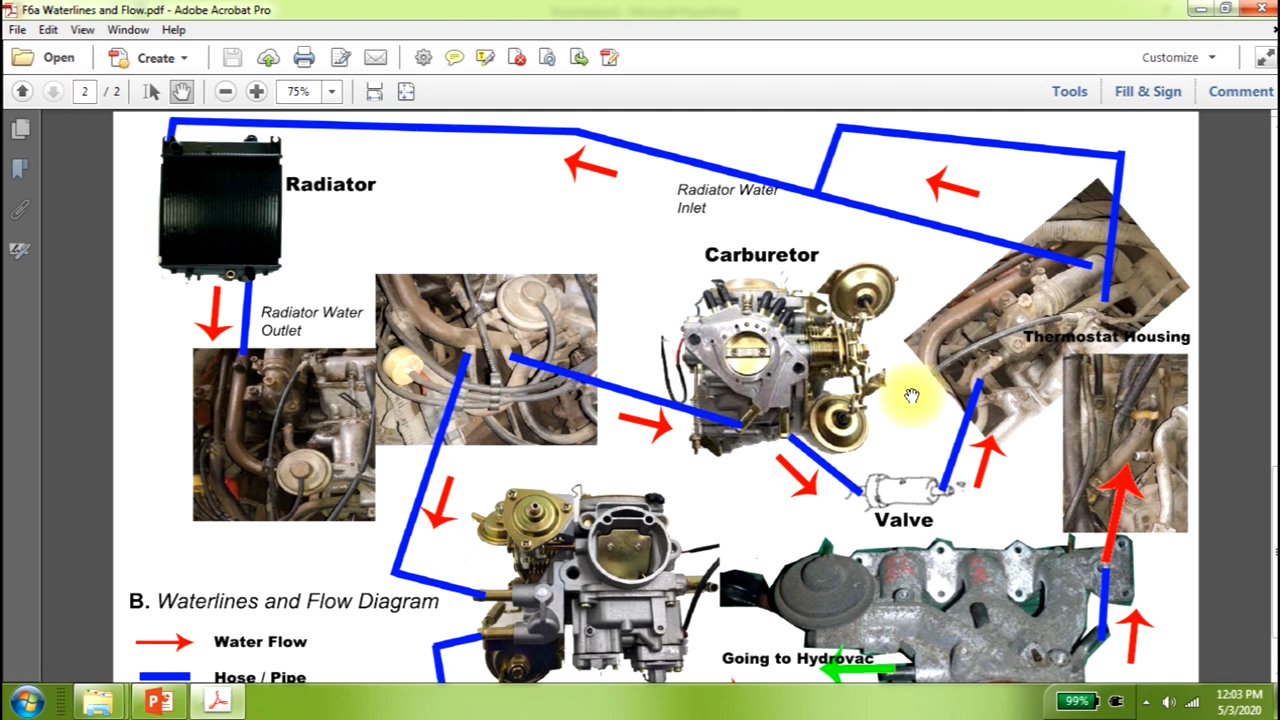 F6a Waterlines and Flow.pdf - Adobe Acrobat Pro
File Edit View Window Help
Open Create Customize
2 / 2 75% Tools Fill & Sign Comment
Radiator
Radiator Water
Inlet
Carburetor
Radiator Water
Outlet
Thermostat Housing
Valve
B. Waterlines and Flow Diagram
Water Flow
Going to Hydrovac
Hose / Pipe
99%
12:03 PM
5/3/2020